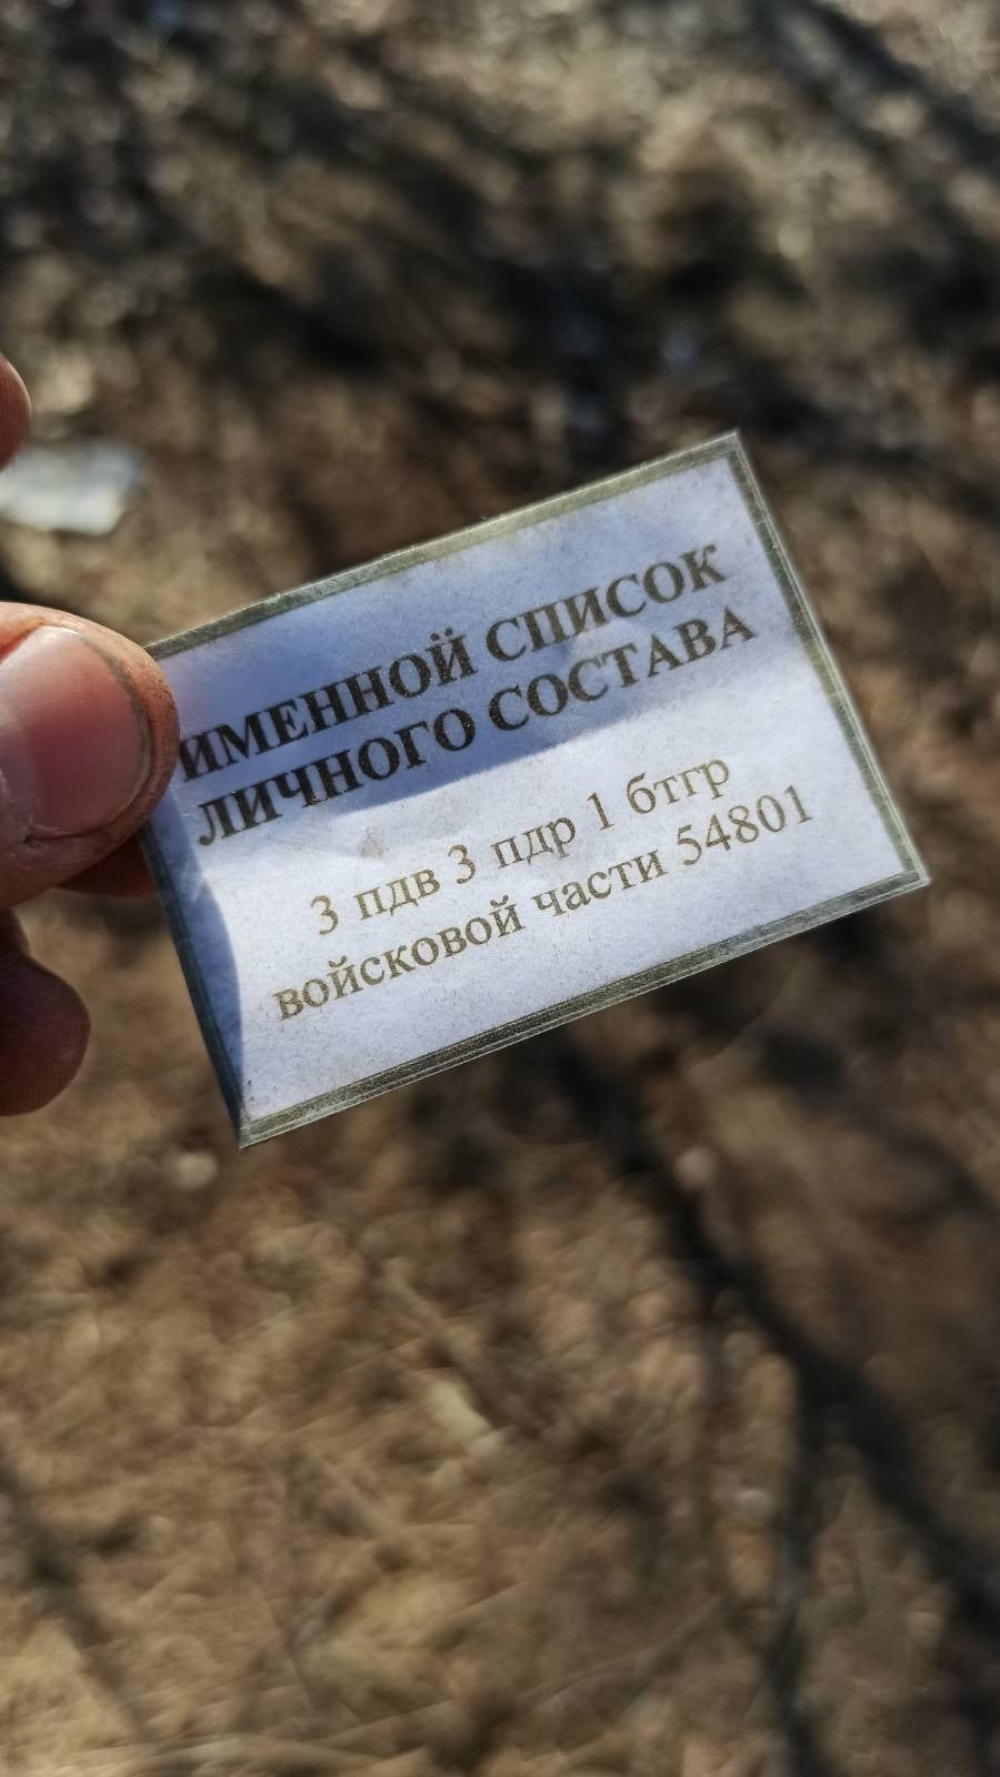 ИМЕННОЙ СПИСОК
ЛИЧНОГО СОСТАВА
3 пдв 3 пдр 1 бтгр
войсковой части 54801